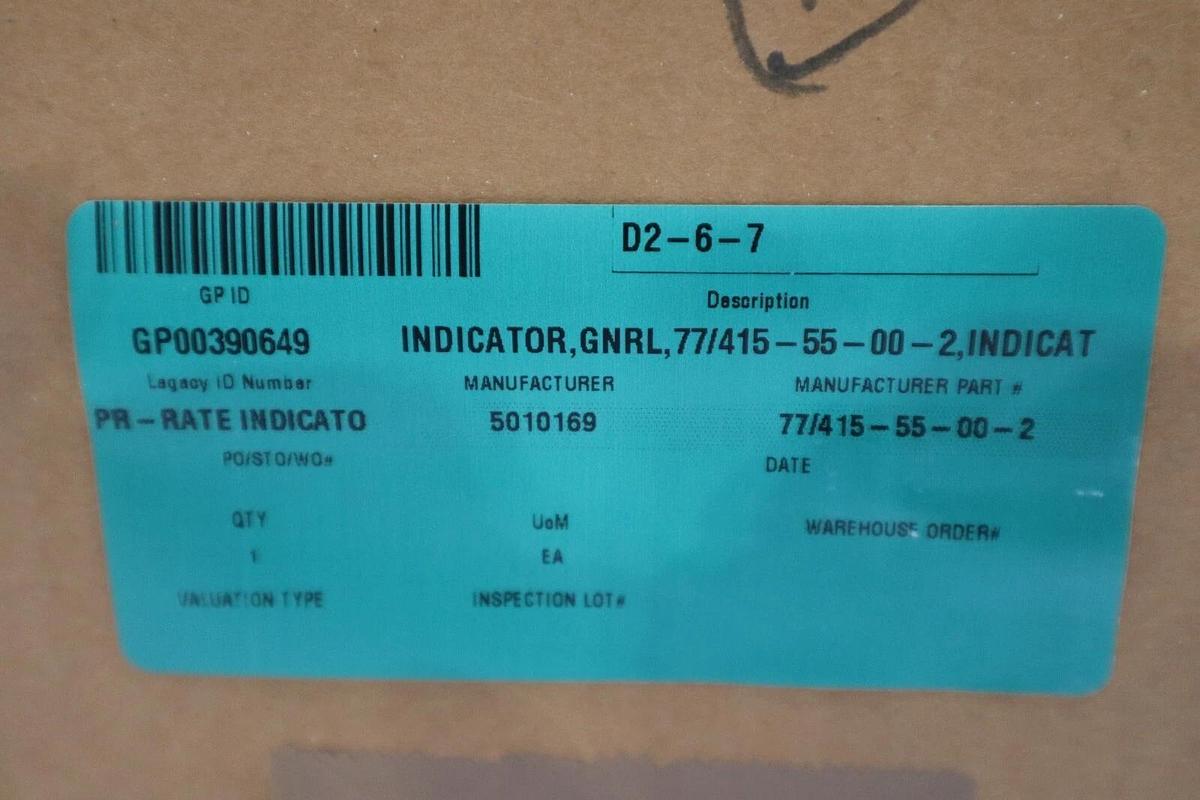 D2-6-7
GP ID
Description
GP00390649 INDICATOR,GNRL,77/415-55-00-2,INDICAT
Legacy ID Number MANUFACTURER MANUFACTURER PART #
PR-RATE INDICATO 5010169 77/415-55-00-2
PO/STO/WO# DATE
QTY UoM WAREHOUSE ORDER#
1 EA
VALUATION TYPE INSPECTION LOT#